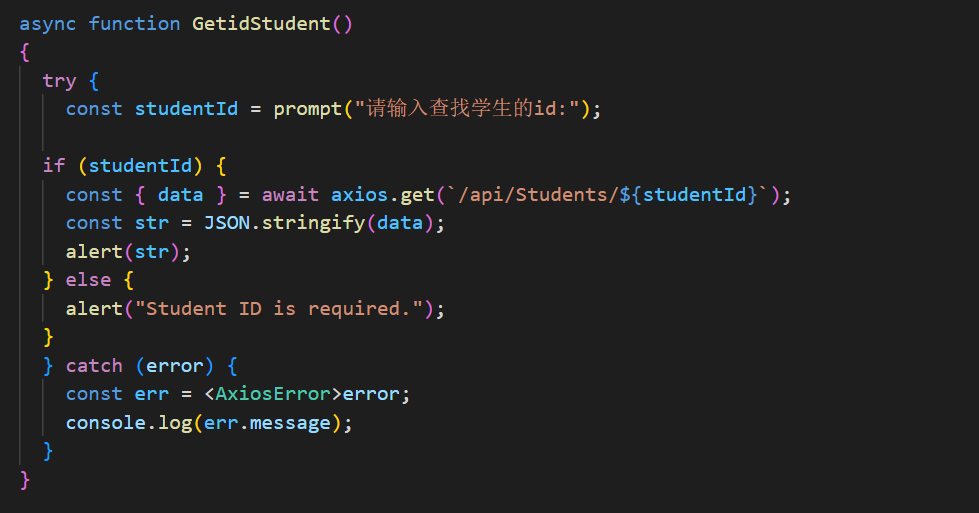 async function GetidStudent()
{
  try {
    const studentId = prompt("请输入查找学生的id:");
  if (studentId) {
    const { data } = await axios.get(`/api/Students/${studentId}`);
    const str = JSON.stringify(data);
    alert(str);
  } else {
    alert("Student ID is required.");
  }
  } catch (error) {
    const err = <AxiosError>error;
    console.log(err.message);
  }
}